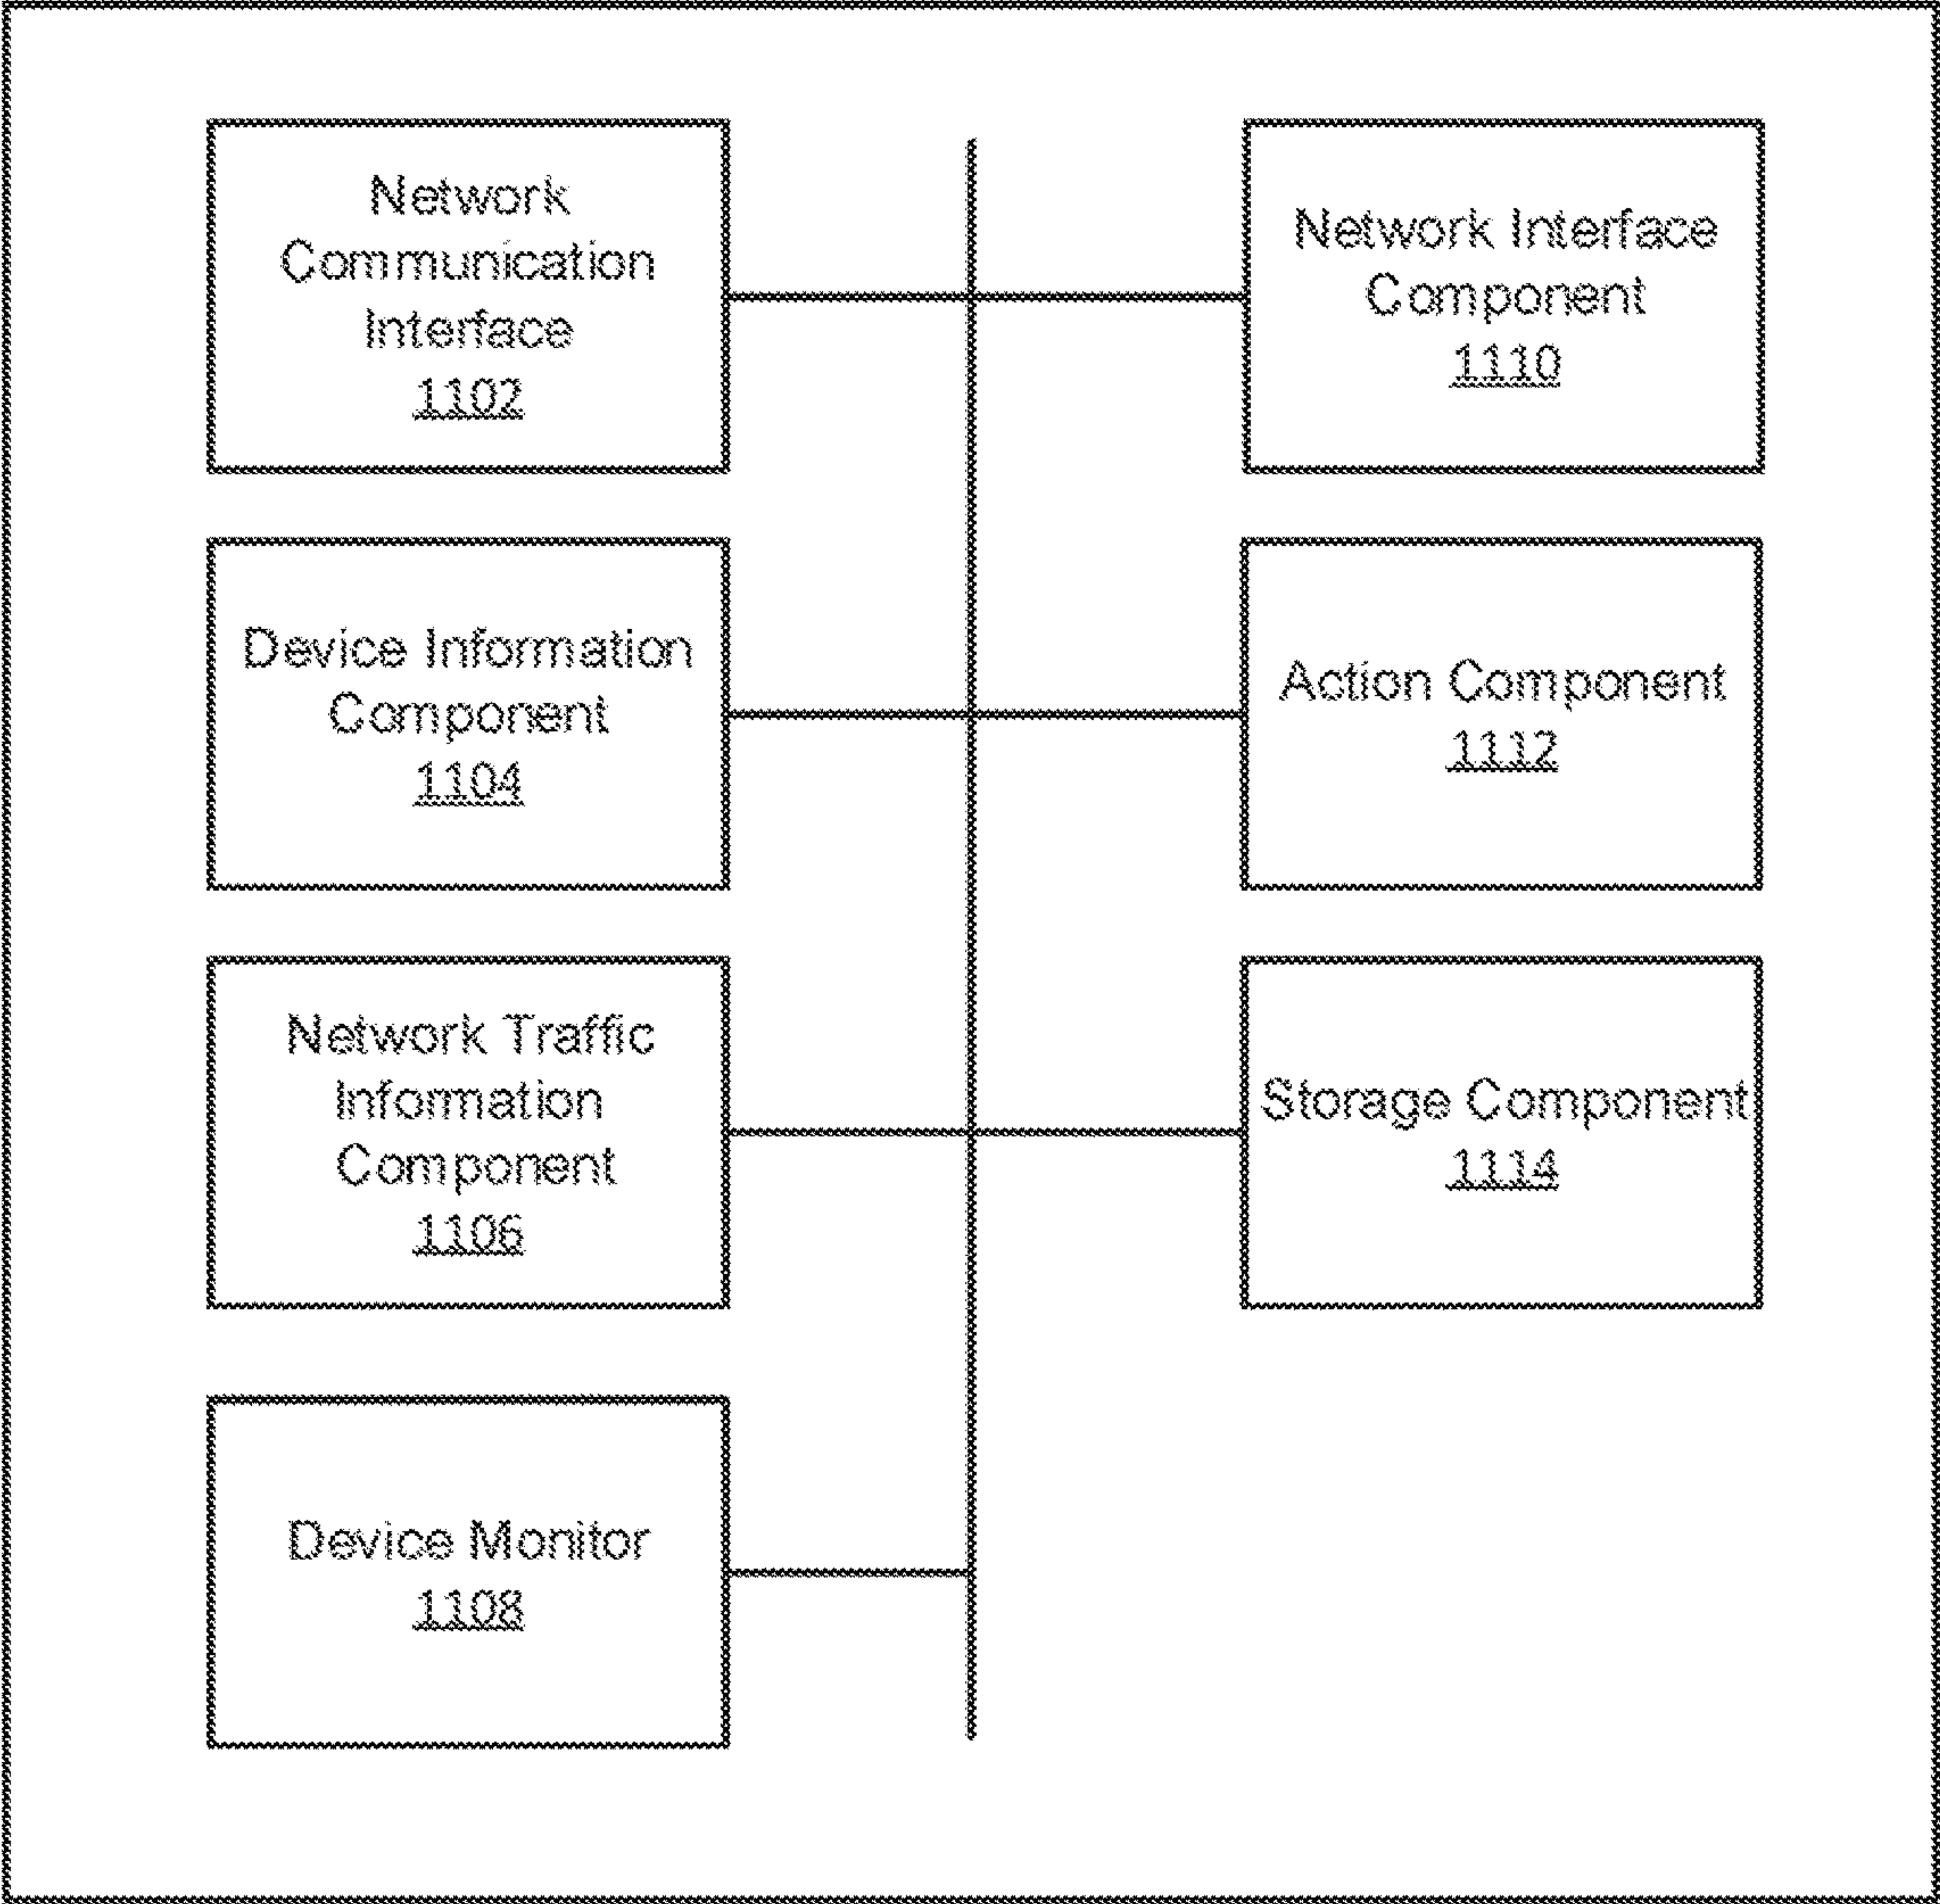 Network
Communication
Interface
1102
Device Information
Component
1104
Network Traffic
Information
Component
1106
Device Monitor
1108
Network Interface
Component
1110
Action Component
1112
Storage Component
1114